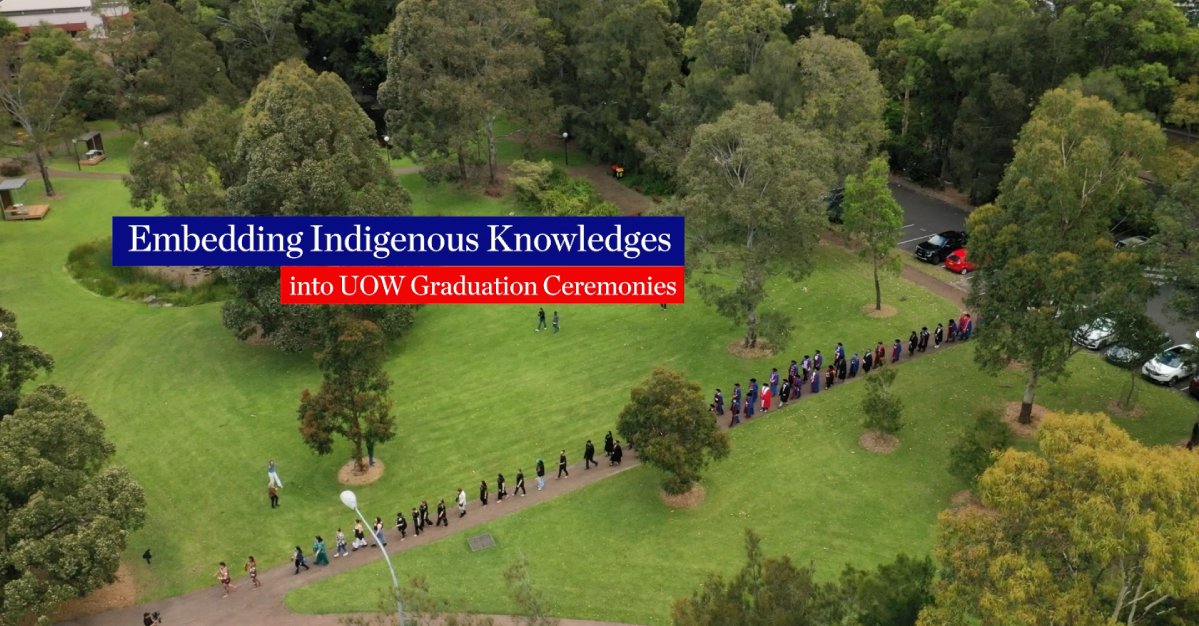 Embedding Indigenous Knowledges
into UOW Graduation Ceremonies